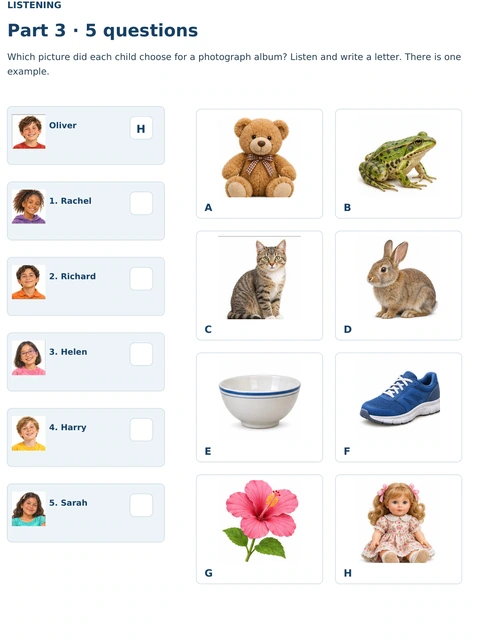 LISTENING
Part 3 · 5 questions
Which picture did each child choose for a photograph album? Listen and write a letter. There is one
example.
Oliver
H
1. Rachel
2. Richard
3. Helen
4. Harry
5. Sarah
A
B
C
D
E
F
G
H